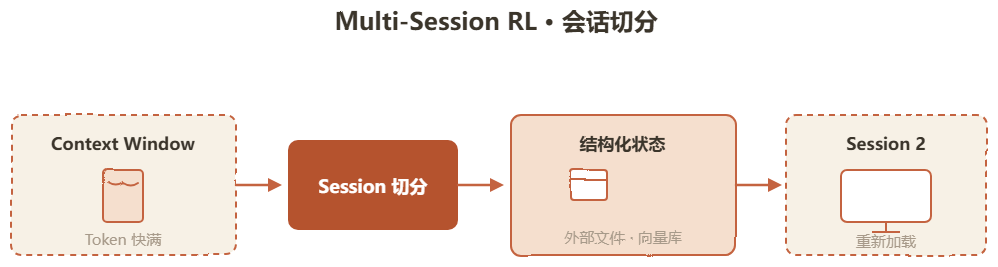 Multi-Session RL · 会话切分
Context Window
Token 快满
Session 切分
结构化状态
外部文件 · 向量库
Session 2
重新加载